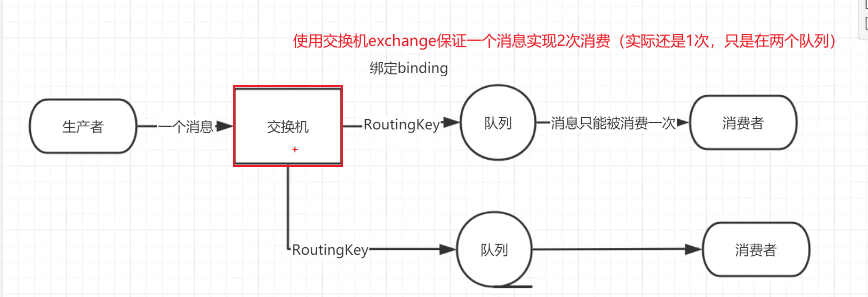 使用交换机exchange保证一个消息实现2次消费（实际还是1次，只是在两个队列）
绑定binding
生产者
一个消息
交换机
RoutingKey
队列
消息只能被消费一次
消费者
RoutingKey
队列
消费者